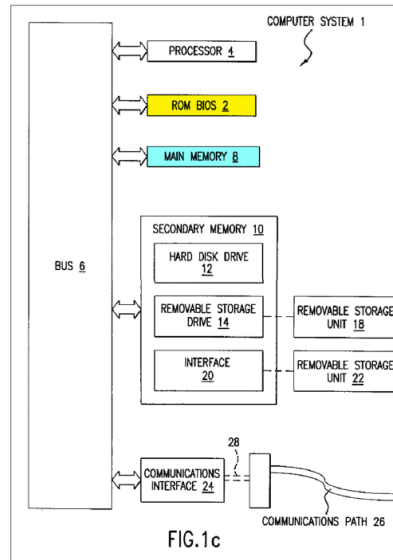 COMPUTER SYSTEM 1
PROCESSOR 4
ROM BIOS 2
MAIN MEMORY 8
BUS 6
SECONDARY MEMORY 10
HARD DISK DRIVE
12
REMOVABLE STORAGE
DRIVE 14
REMOVABLE STORAGE
UNIT 18
INTERFACE
20
REMOVABLE STORAGE
UNIT 22
28
COMMUNICATIONS
INTERFACE 24
COMMUNICATIONS PATH 26
FIG.1c